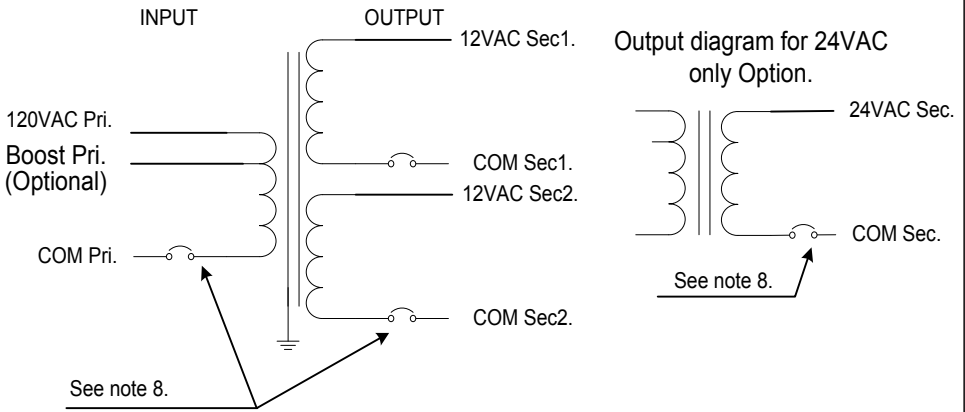 INPUT
OUTPUT
12VAC Sec1.
120VAC Pri.
Boost Pri.
(Optional)
COM Sec1.
12VAC Sec2.
COM Pri.
COM Sec2.
See note 8.
Output diagram for 24VAC
only Option.
24VAC Sec.
COM Sec.
See note 8.